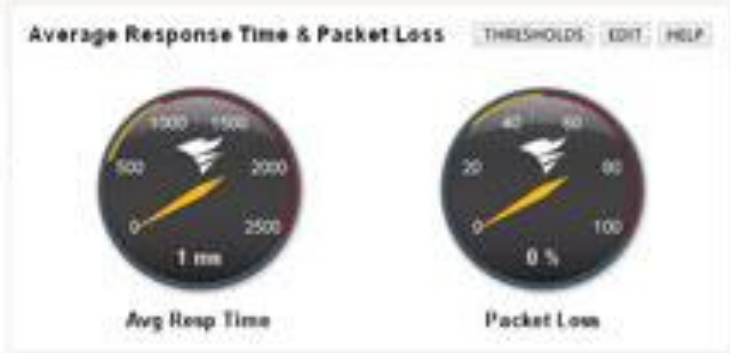 Average Response Time & Packet Loss THRESHOLDS EDIT HELP
1000 1500
500 2000
0 2500
1 ms
Avg Resp Time
40 60
20 80
0 100
0 %
Packet Loss